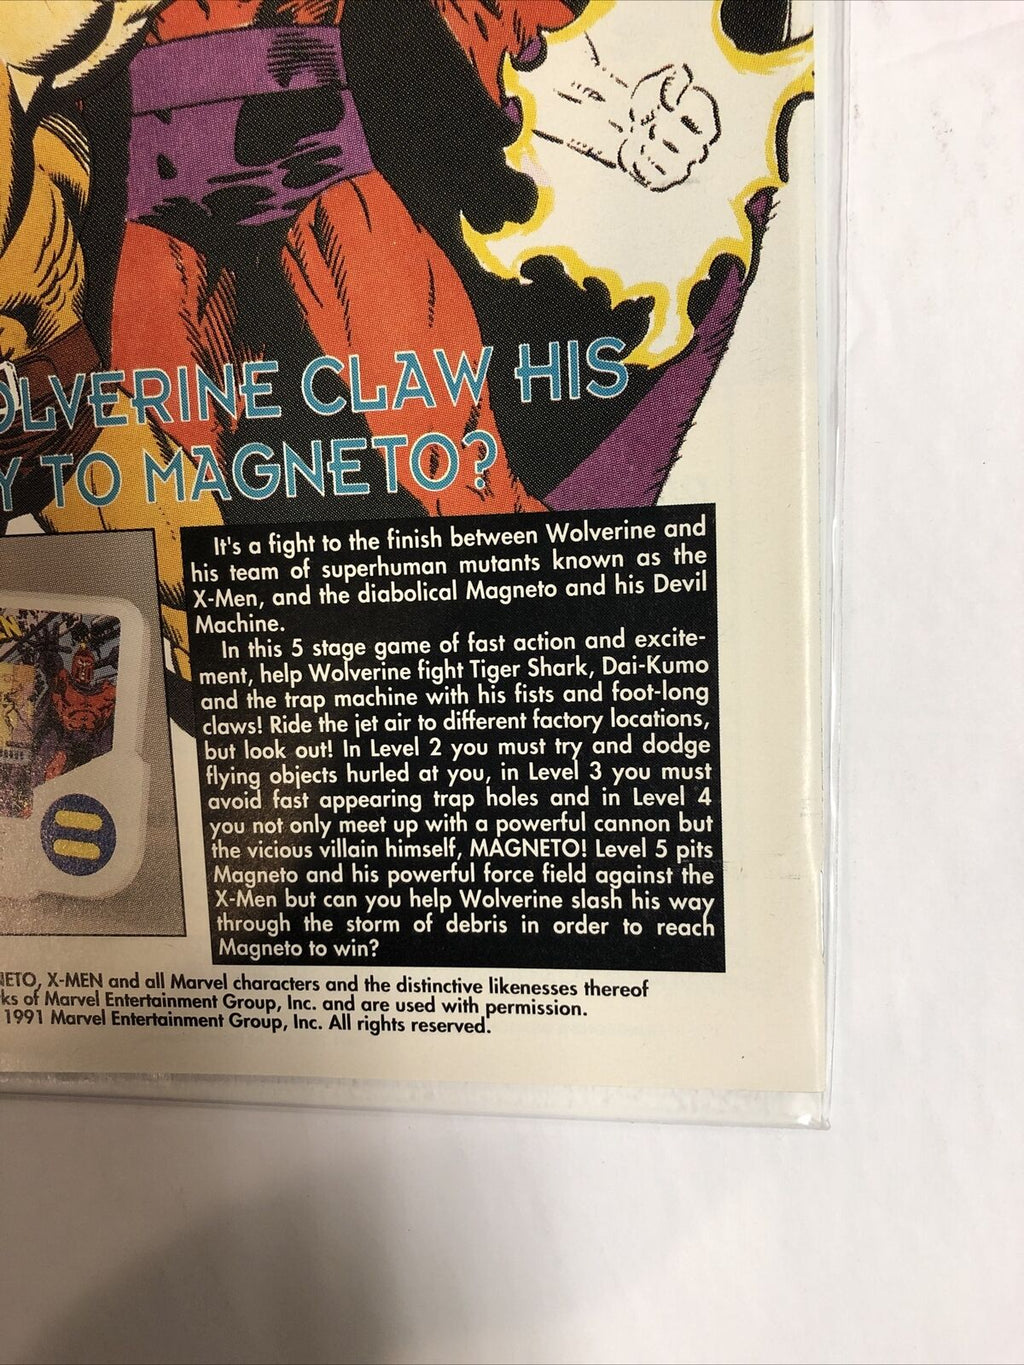 OLVERINE CLAW HIS
Y TO MAGNETO?
It's a fight to the finish between Wolverine and
his team of superhuman mutants known as the
X-Men, and the diabolical Magneto and his Devil
Machine.
In this 5 stage game of fast action and excite-
ment, help Wolverine fight Tiger Shark, Dai-Kumo
and the trap machine with his fists and foot-long
claws! Ride the jet air to different factory locations,
but look out! In Level 2 you must try and dodge
flying objects hurled at you, in Level 3 you must
avoid fast appearing trap holes and in Level 4
you not only meet up with a powerful cannon but
the vicious villain himself, MAGNETO! Level 5 pits
Magneto and his powerful force field against the
X-Men but can you help Wolverine slash his way
through the storm of debris in order to reach
Magneto to win?
NETO, X-MEN and all Marvel characters and the distinctive likenesses thereof
ks of Marvel Entertainment Group, Inc. and are used with permission.
1991 Marvel Entertainment Group, Inc. All rights reserved.